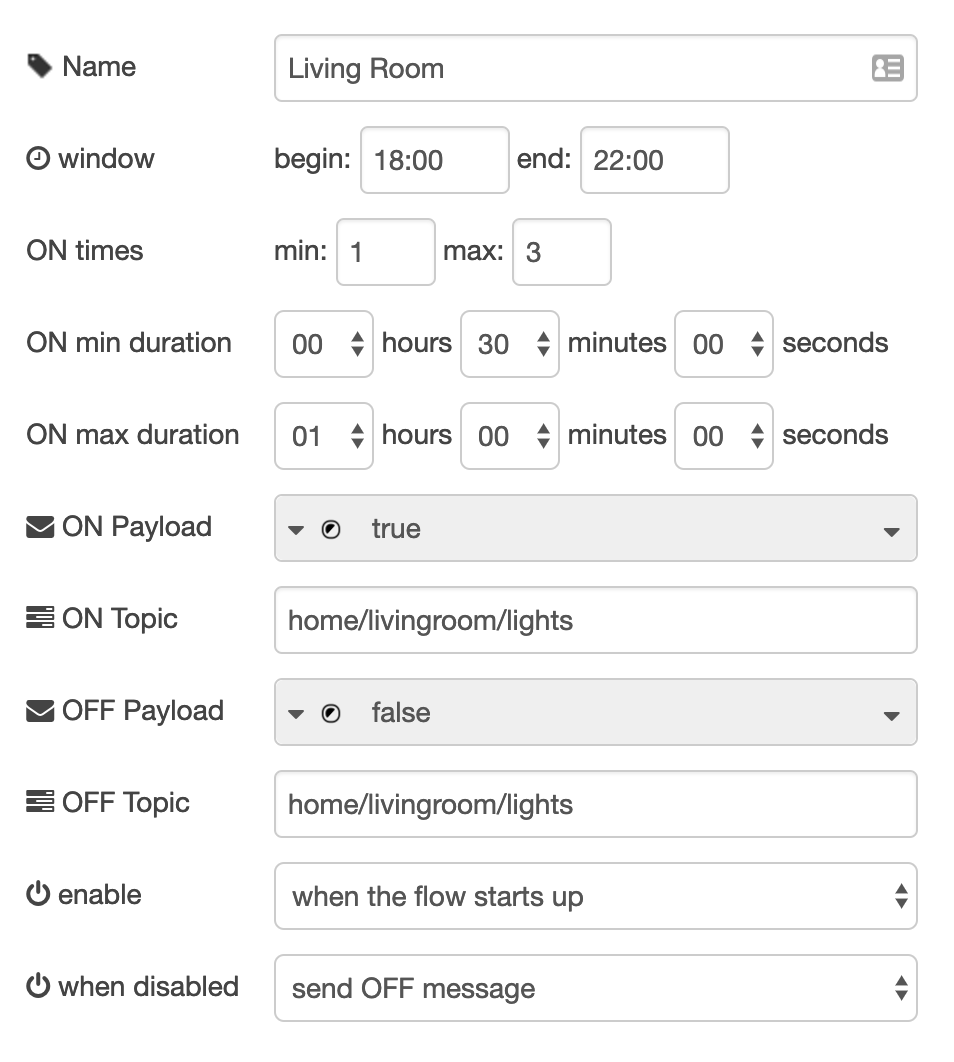 Name Living Room
window begin: 18:00 end: 22:00
ON times min: 1 max: 3
ON min duration 00 hours 30 minutes 00 seconds
ON max duration 01 hours 00 minutes 00 seconds
ON Payload true
ON Topic home/livingroom/lights
OFF Payload false
OFF Topic home/livingroom/lights
enable when the flow starts up
when disabled send OFF message